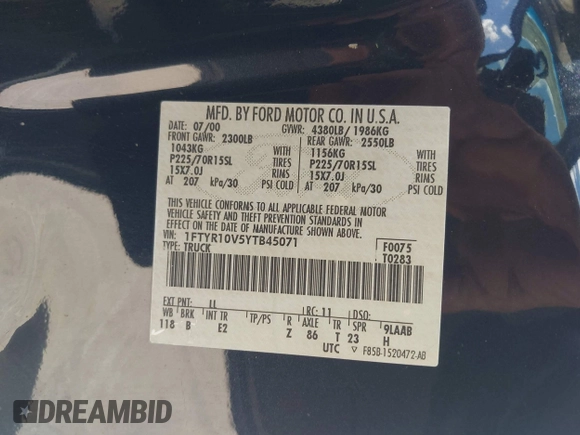 MFD. BY FORD MOTOR CO. IN U.S.A.
DATE: 07/00 GVWR: 4380LB/ 1986KG
FRONT GAWR: 2300LB REAR GAWR: 2550LB
1043KG WITH 1156KG WITH
P225/70R15SL TIRES P225/70R15SL TIRES
15X7.0J RIMS 15X7.0J RIMS
AT 207 kPa/30 PSI COLD AT 207 kPa/30 PSI COLD
THIS VEHICLE CONFORMS TO ALL APPLICABLE FEDERAL MOTOR
VEHICLE SAFETY AND THEFT PREVENTION STANDARDS IN
EFFECT ON THE DATE OF MANUFACTURE SHOWN ABOVE.
VIN: 1FTYR10V5YTB45071 F0075
TYPE: TRUCK T0283
EXT PNT: LL RC: 11 DSO:
WB BRK INT TR TP/PS R AXLE TR SPR 9LAAB
118 B E2 Z 86 T 23 H
UTC ▽ F85B-1520472-AB
DREAMBID